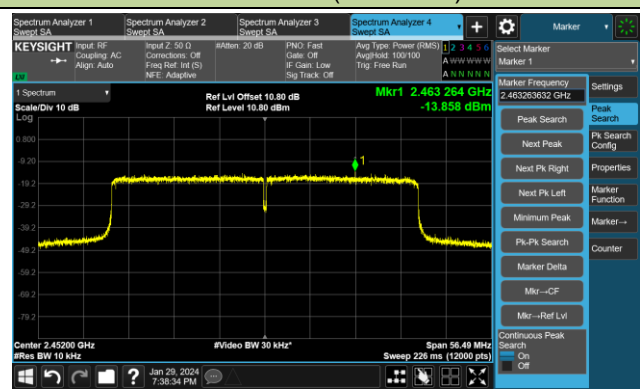 Spectrum Analyzer 1
Swept SA
Spectrum Analyzer 2
Swept SA
Spectrum Analyzer 3
Swept SA
Spectrum Analyzer 4
Swept SA
Marker
KEYSIGHT
Input: RF
Coupling: AC
Align: Auto
Input Z: 50 Ω
Corrections: Off
Freq Ref: Int (S)
NFE: Adaptive
#Atten: 20 dB
PNO: Fast
Gate: Off
IF Gain: Low
Sig Track: Off
Avg Type: Power (RMS)
Avg|Hold: 100/100
Trig: Free Run
1 2 3 4 5 6
A W W W W W
A N N N N N
LVI
1 Spectrum
Scale/Div 10 dB
Log
Ref Lvl Offset 10.80 dB
Ref Level 10.80 dBm
Mkr1 2.463 264 GHz
-13.858 dBm
0.800
-9.20
-19.2
-29.2
-39.2
-49.2
-59.2
-69.2
-79.2
1
Center 2.45200 GHz
#Res BW 10 kHz
#Video BW 30 kHz*
Span 56.49 MHz
Sweep 226 ms (12000 pts)
Select Marker
Marker 1
Marker Frequency
2.463263632 GHz
Peak Search
Next Peak
Next Pk Right
Next Pk Left
Minimum Peak
Pk-Pk Search
Marker Delta
Mkr→CF
Mkr→Ref Lvl
Continuous Peak
Search
On
Off
Settings
Peak
Search
Pk Search
Config
Properties
Marker
Function
Marker→
Counter
?
Jan 29, 2024
7:38:34 PM